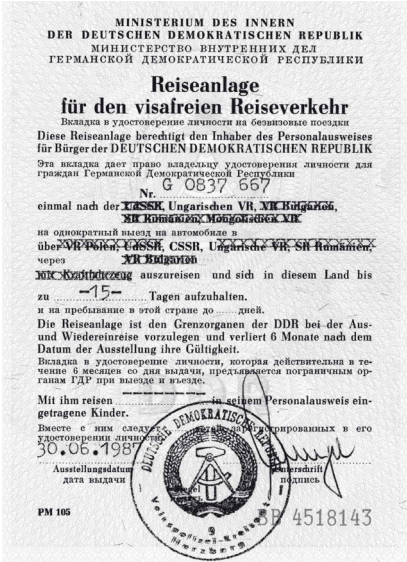 MINISTERIUM DES INNERN
DER DEUTSCHEN DEMOKRATISCHEN REPUBLIK
МИНИСТЕРСТВО ВНУТРЕННИХ ДЕЛ
ГЕРМАНСКОЙ ДЕМОКРАТИЧЕСКОЙ РЕСПУБЛИКИ
Reiseanlage
für den visafreien Reiseverkehr
Вкладка в удостоверение личности на безвизовые поездки
Diese Reiseanlage berechtigt den Inhaber des Personalausweises
für Bürger der DEUTSCHEN DEMOKRATISCHEN REPUBLIK
Эта вкладка дает право владельцу удостоверения личности для
граждан Германской Демократической Республики
Nr. G 0837 667
einmal nach der UdSSR, Ungarischen VR, VR Bulgarien,
SR Rumänien, Mongolischen VR
на однократный выезд на автомобиле в
über VR Polen, UdSSR, CSSR, Ungarische VR, SR Rumänien,
через VR Bulgarien
mit Kraftfahrzeug auszureisen und sich in diesem Land bis
zu -15- Tagen aufzuhalten.
и на пребывание в этой стране до ...... дней.
Die Reiseanlage ist den Grenzorganen der DDR bei der Aus-
und Wiedereinreise vorzulegen und verliert 6 Monate nach dem
Datum der Ausstellung ihre Gültigkeit.
Вкладка в удостоверение личности, которая действительна в те-
чение 6 месяцев со дня выдачи, предъявляется пограничным ор-
ганам ГДР при выезде и въезде.
Mit ihm reisen --------- in seinem Personalausweis ein-
getragene Kinder.
Вместе с ним следует детей зарегистрированных в его
удостоверении личности
30.06.1987
Ausstellungsdatum Unterschrift
дата выдачи подпись
DEUTSCHE DEMOKRATISCHE REPUBLIK
Volkspolizei-Kreisamt
9
Herzberg
PM 105
BB 4518143